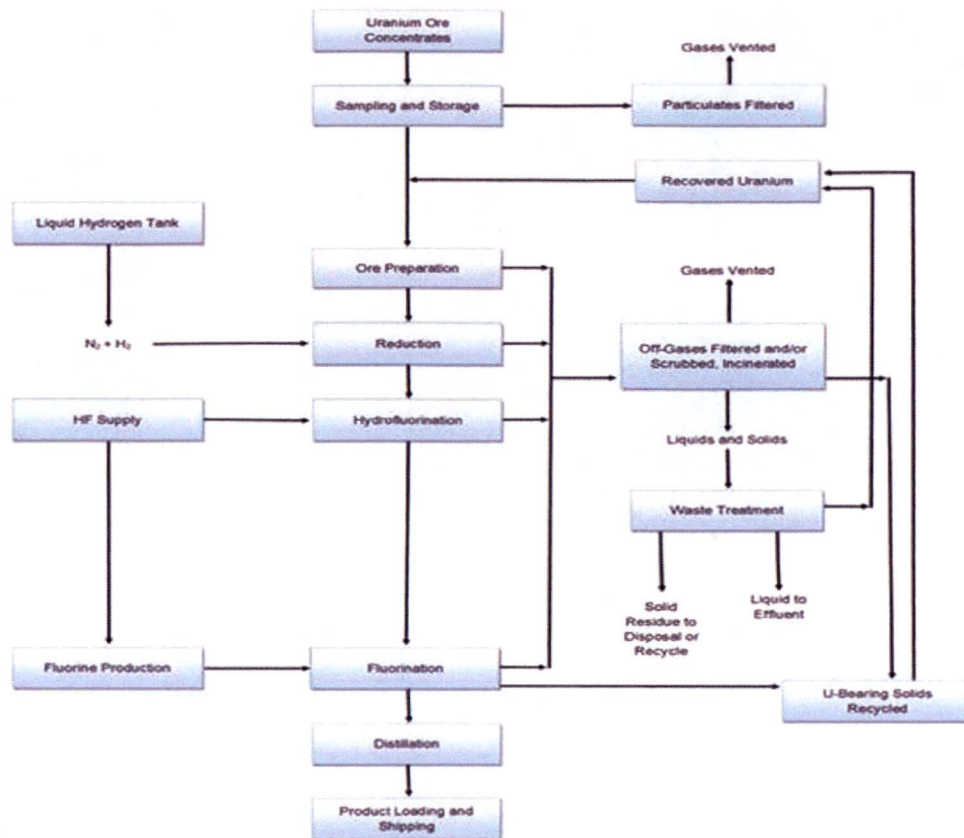 Uranium Ore
Concentrates
Gases Vented
Sampling and Storage
Particulates Filtered
Recovered Uranium
Liquid Hydrogen Tank
Ore Preparation
Gases Vented
N₂ + H₂
Reduction
Off-Gases Filtered and/or
Scrubbed, Incinerated
HF Supply
Hydrofluorination
Liquids and Solids
Waste Treatment
Solid
Residue to
Disposal or
Recycle
Liquid to
Effluent
Fluorine Production
Fluorination
U-Bearing Solids
Recycled
Distillation
Product Loading and
Shipping